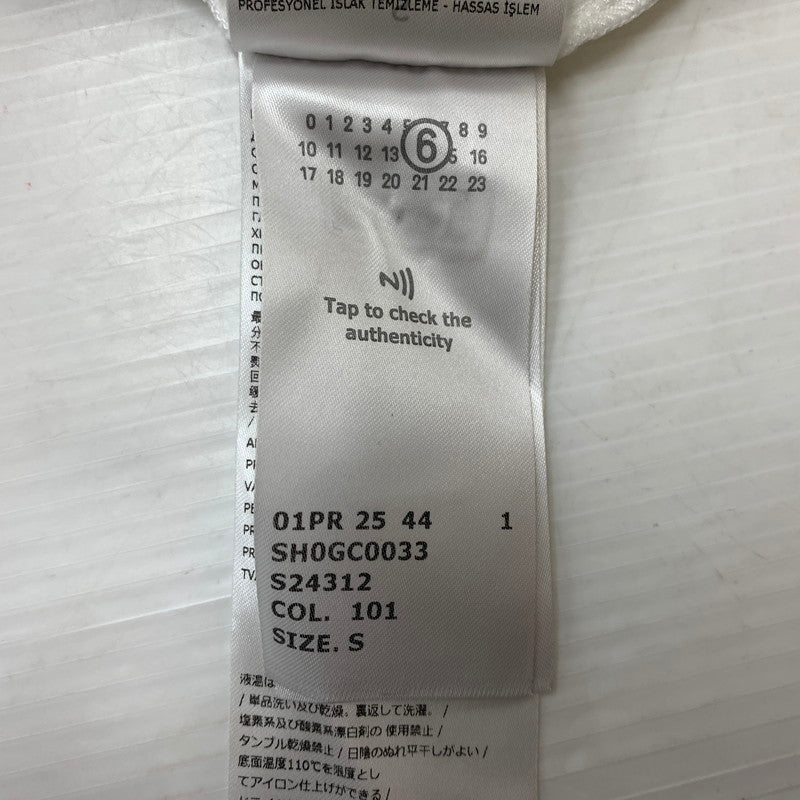 PROFESYONEL ISLAK TEMİZLEME - HASSAS İŞLEM
0 1 2 3 4 5 7 8 9
10 11 12 13 6 16
17 18 19 20 21 22 23
Tap to check the
authenticity
01PR 25 44 1
SH0GC0033
S24312
COL. 101
SIZE. S
液温は
/ 単品洗い及び乾燥。裏返して洗濯。 /
塩素系及び酸素系漂白剤の 使用禁止 /
タンブル乾燥禁止 / 日陰のぬれ平干しがよい /
底面温度110℃を限度とし
てアイロン仕上げができる /